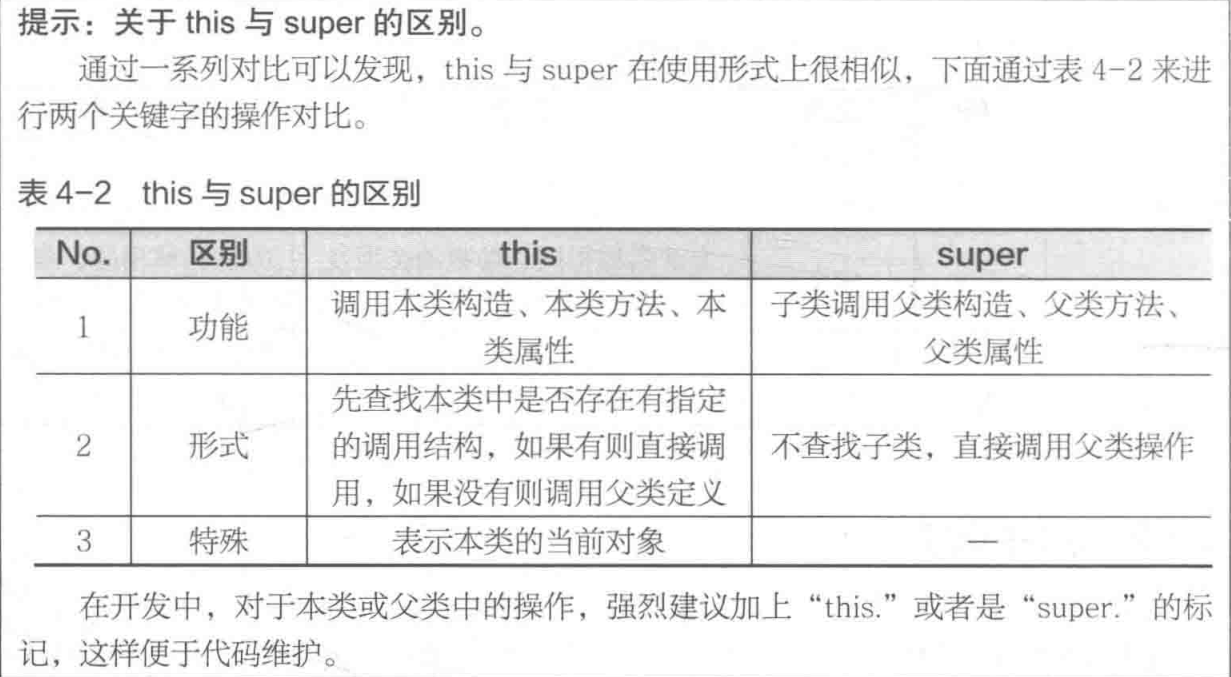 提示：关于 this 与 super 的区别。
通过一系列对比可以发现，this 与 super 在使用形式上很相似，下面通过表 4-2 来进
行两个关键字的操作对比。
表 4-2 this 与 super 的区别
No. 区别 this super
1 功能 调用本类构造、本类方法、本 子类调用父类构造、父类方法、
类属性 父类属性
先查找本类中是否存在有指定
2 形式 的调用结构，如果有则直接调 不查找子类，直接调用父类操作
用，如果没有则调用父类定义
3 特殊 表示本类的当前对象 —
在开发中，对于本类或父类中的操作，强烈建议加上“this.”或者是“super.”的标
记，这样便于代码维护。